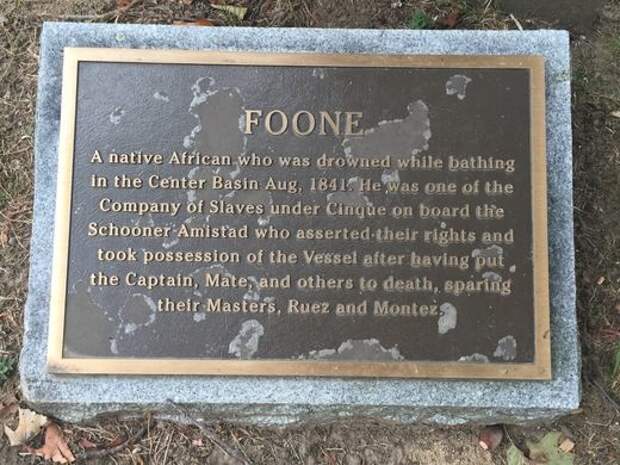 FOONE
A native African who was drowned while bathing
in the Center Basin Aug, 1841. He was one of the
Company of Slaves under Cinque on board the
Schooner Amistad who asserted their rights and
took possession of the Vessel after having put
the Captain, Mate, and others to death, sparing
their Masters, Ruez and Montez.